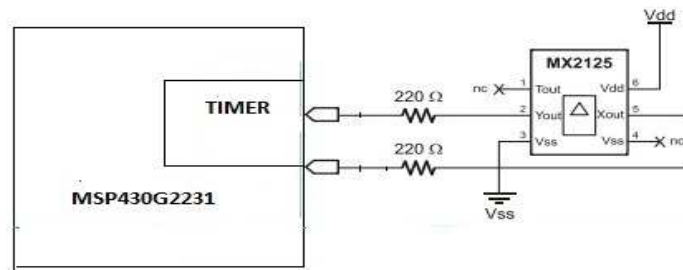 Vdd
MX2125
nc
1
Tout
Vdd
6
TIMER
220 Ω
2
Yout
Xout
5
3
Vss
Vss
4
nc
220 Ω
MSP430G2231
Vss